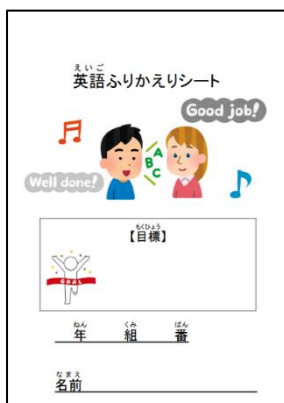 えいご
英語ふりかえりシート
Good job!
A
B
C
Well done!
もくひょう
【目標】
GOAL
ねん くみ ばん
年 組 番
なまえ
名前